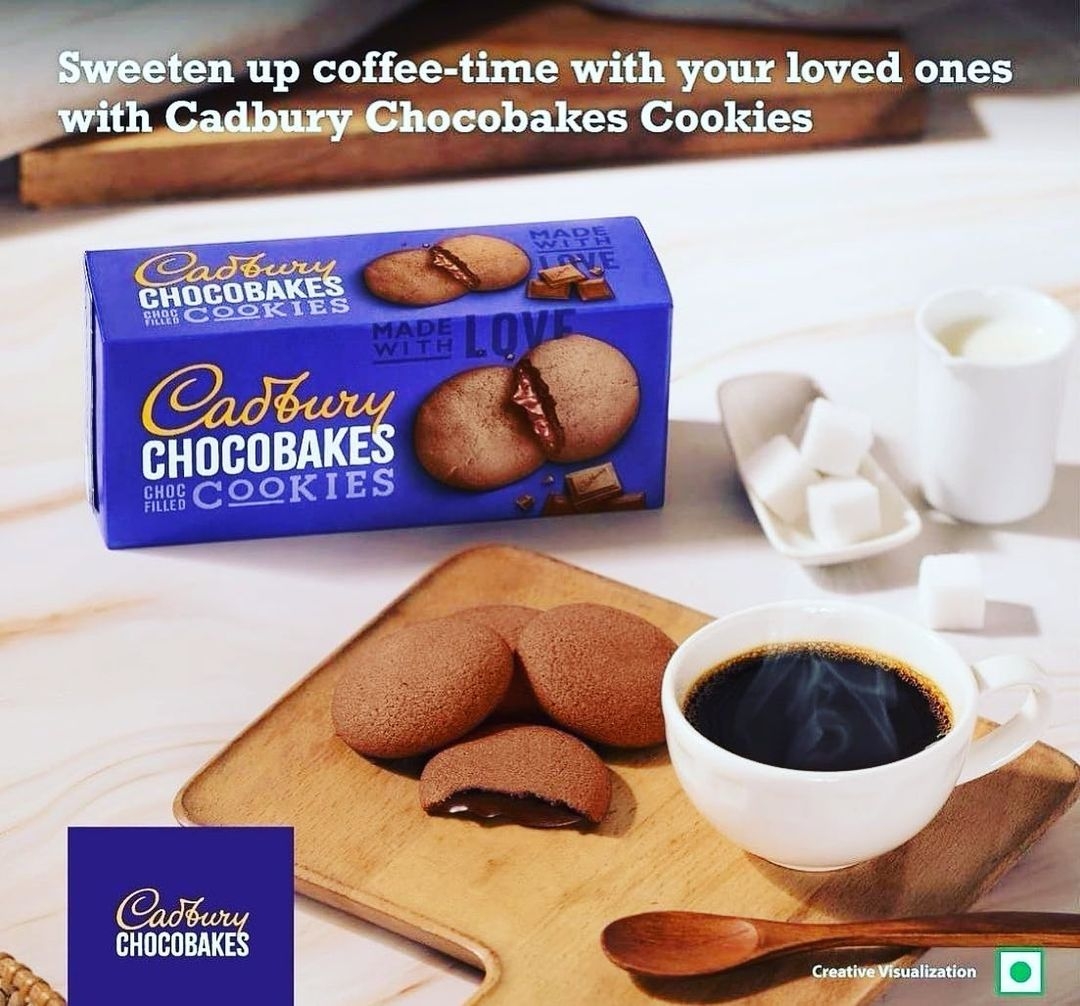 Sweeten up coffee-time with your loved ones
with Cadbury Chocobakes Cookies
Cadbury
CHOCOBAKES
CHOC
FILLED
COOKIES
MADE
WITH
LOVE
MADE
WITH
LOVE
Cadbury
CHOCOBAKES
CHOC
FILLED
COOKIES
Cadbury
CHOCOBAKES
Creative Visualization